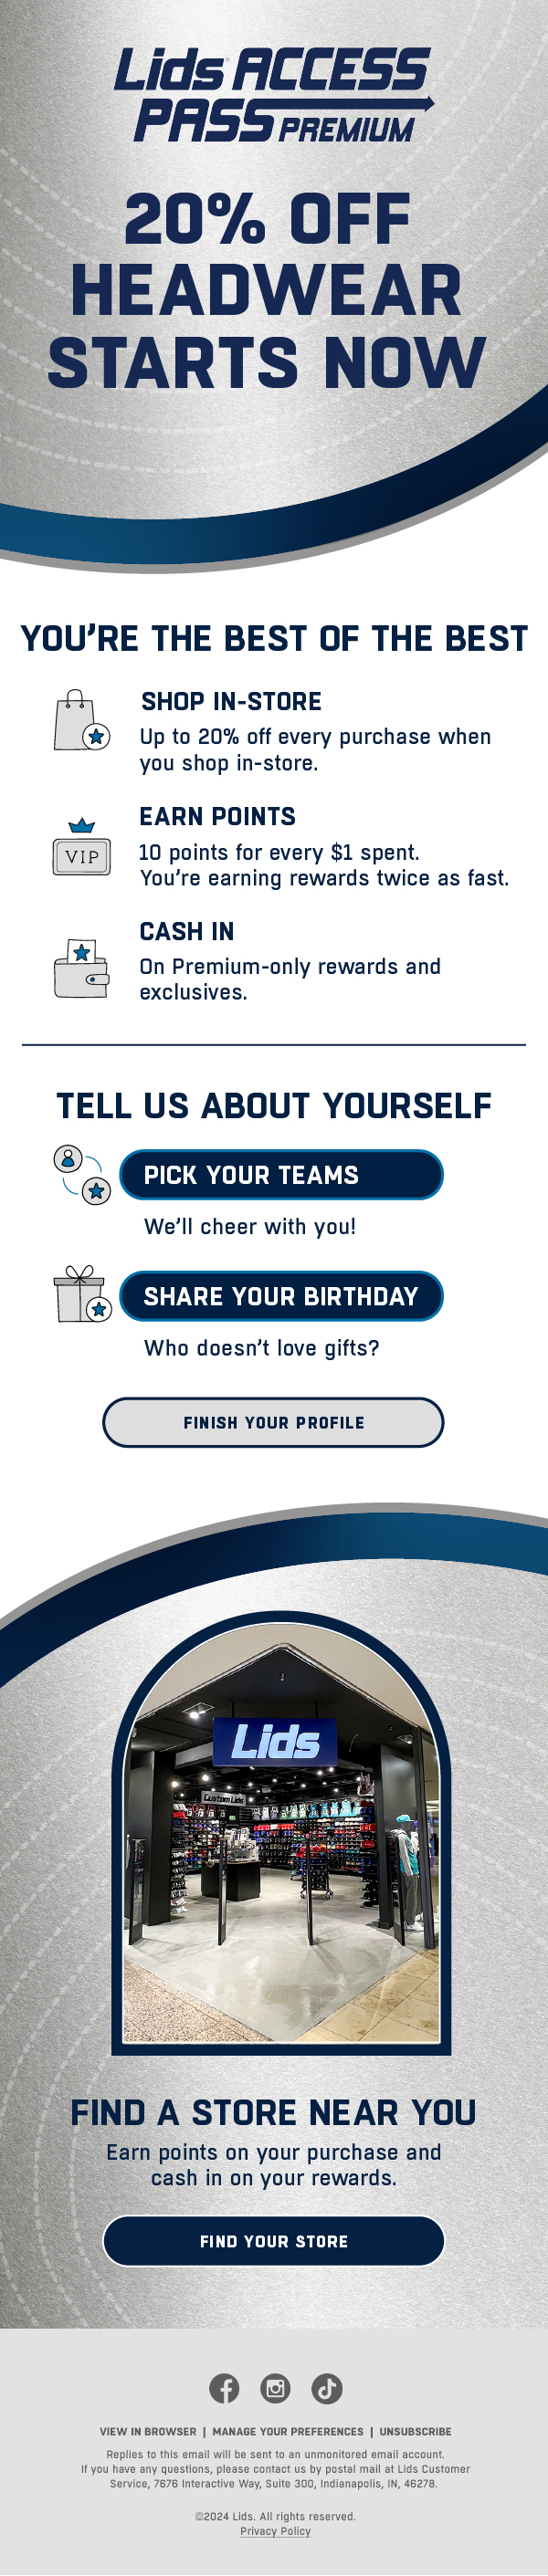 Lids ACCESS
PASS PREMIUM
20% OFF
HEADWEAR
STARTS NOW
YOU'RE THE BEST OF THE BEST
SHOP IN-STORE
Up to 20% off every purchase when
you shop in-store.
EARN POINTS
VIP
10 points for every $1 spent.
You're earning rewards twice as fast.
CASH IN
On Premium-only rewards and
exclusives.
TELL US ABOUT YOURSELF
PICK YOUR TEAMS
We'll cheer with you!
SHARE YOUR BIRTHDAY
Who doesn't love gifts?
FINISH YOUR PROFILE
Lids
Custom Lids
FIND A STORE NEAR YOU
Earn points on your purchase and
cash in on your rewards.
FIND YOUR STORE
VIEW IN BROWSER | MANAGE YOUR PREFERENCES | UNSUBSCRIBE
Replies to this email will be sent to an unmonitored email account.
If you have any questions, please contact us by postal mail at Lids Customer
Service, 7676 Interactive Way, Suite 300, Indianapolis, IN, 46278.
©2024 Lids. All rights reserved.
Privacy Policy